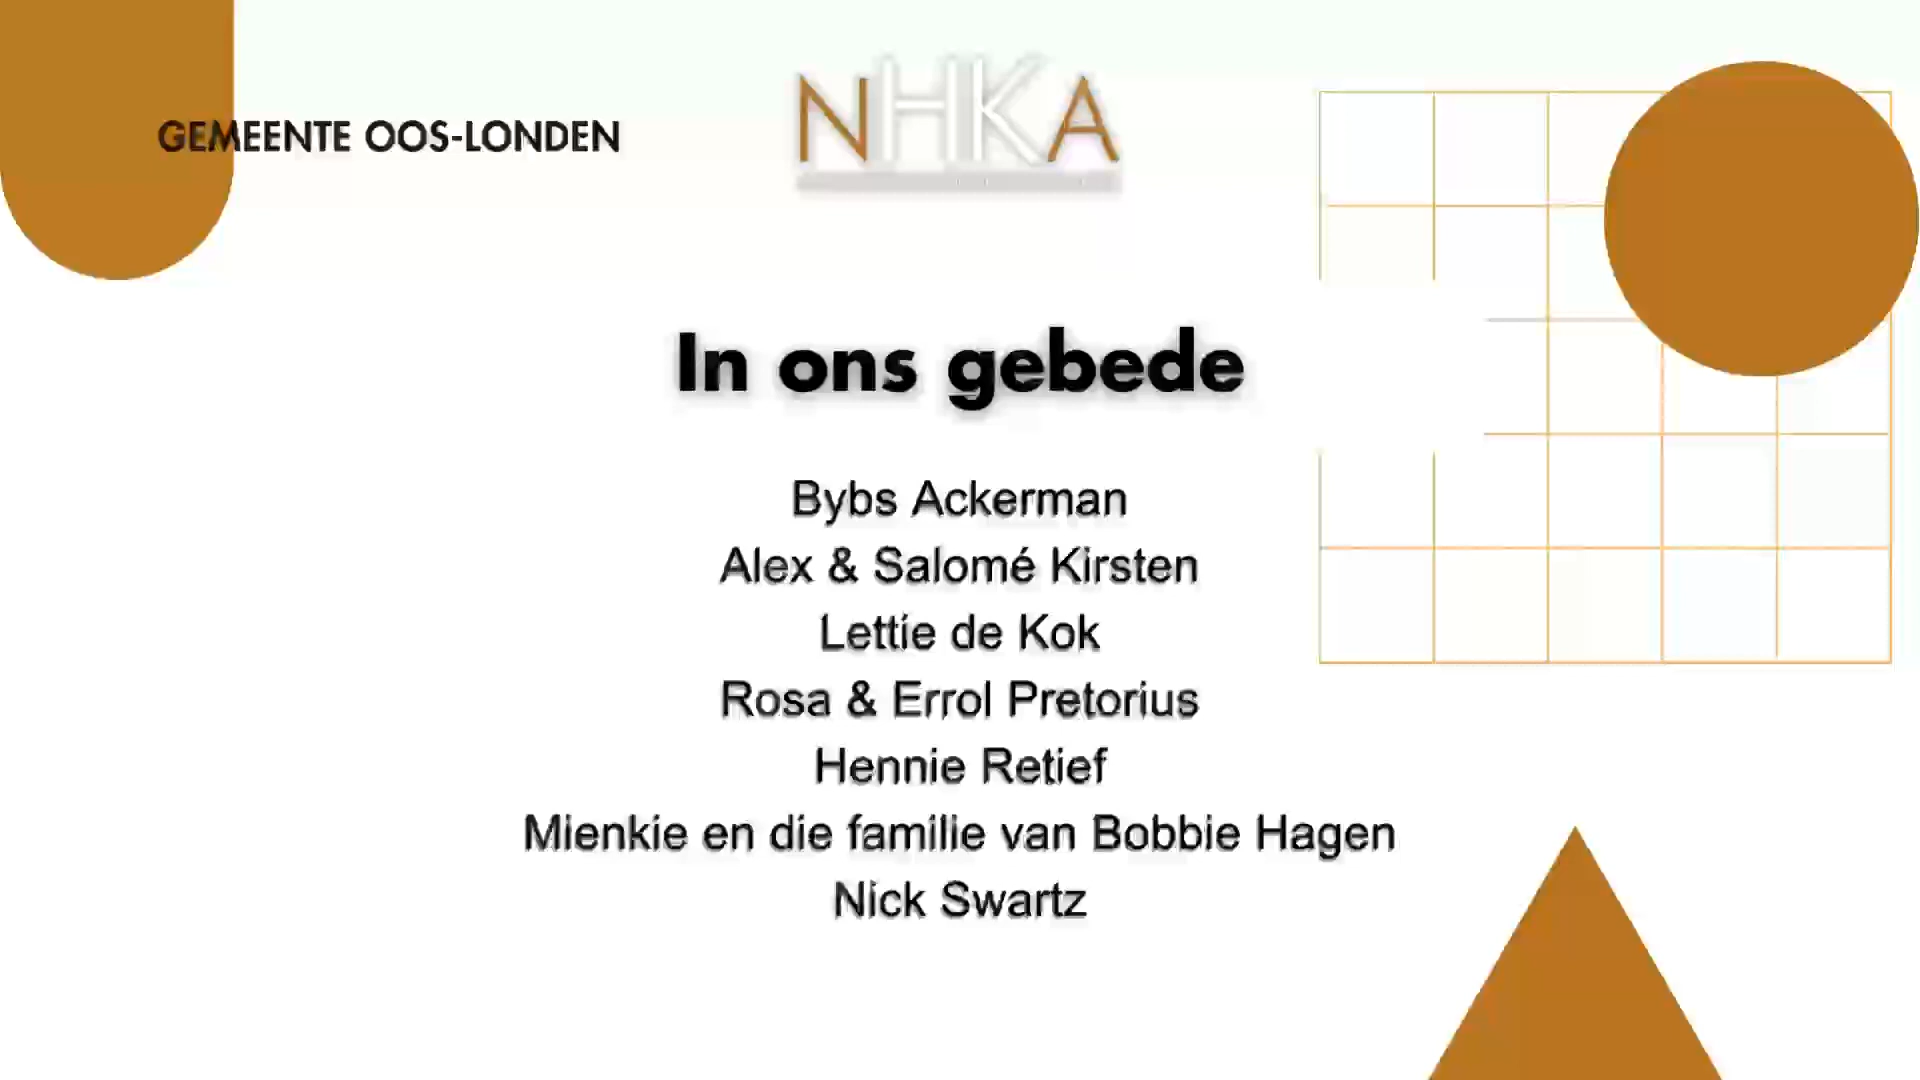 GEMEENTE OOS-LONDEN
NHKA
In ons gebede
Bybs Ackerman
Alex & Salomé Kirsten
Lettie de Kok
Rosa & Errol Pretorius
Hennie Retief
Mienkie en die familie van Bobbie Hagen
Nick Swartz